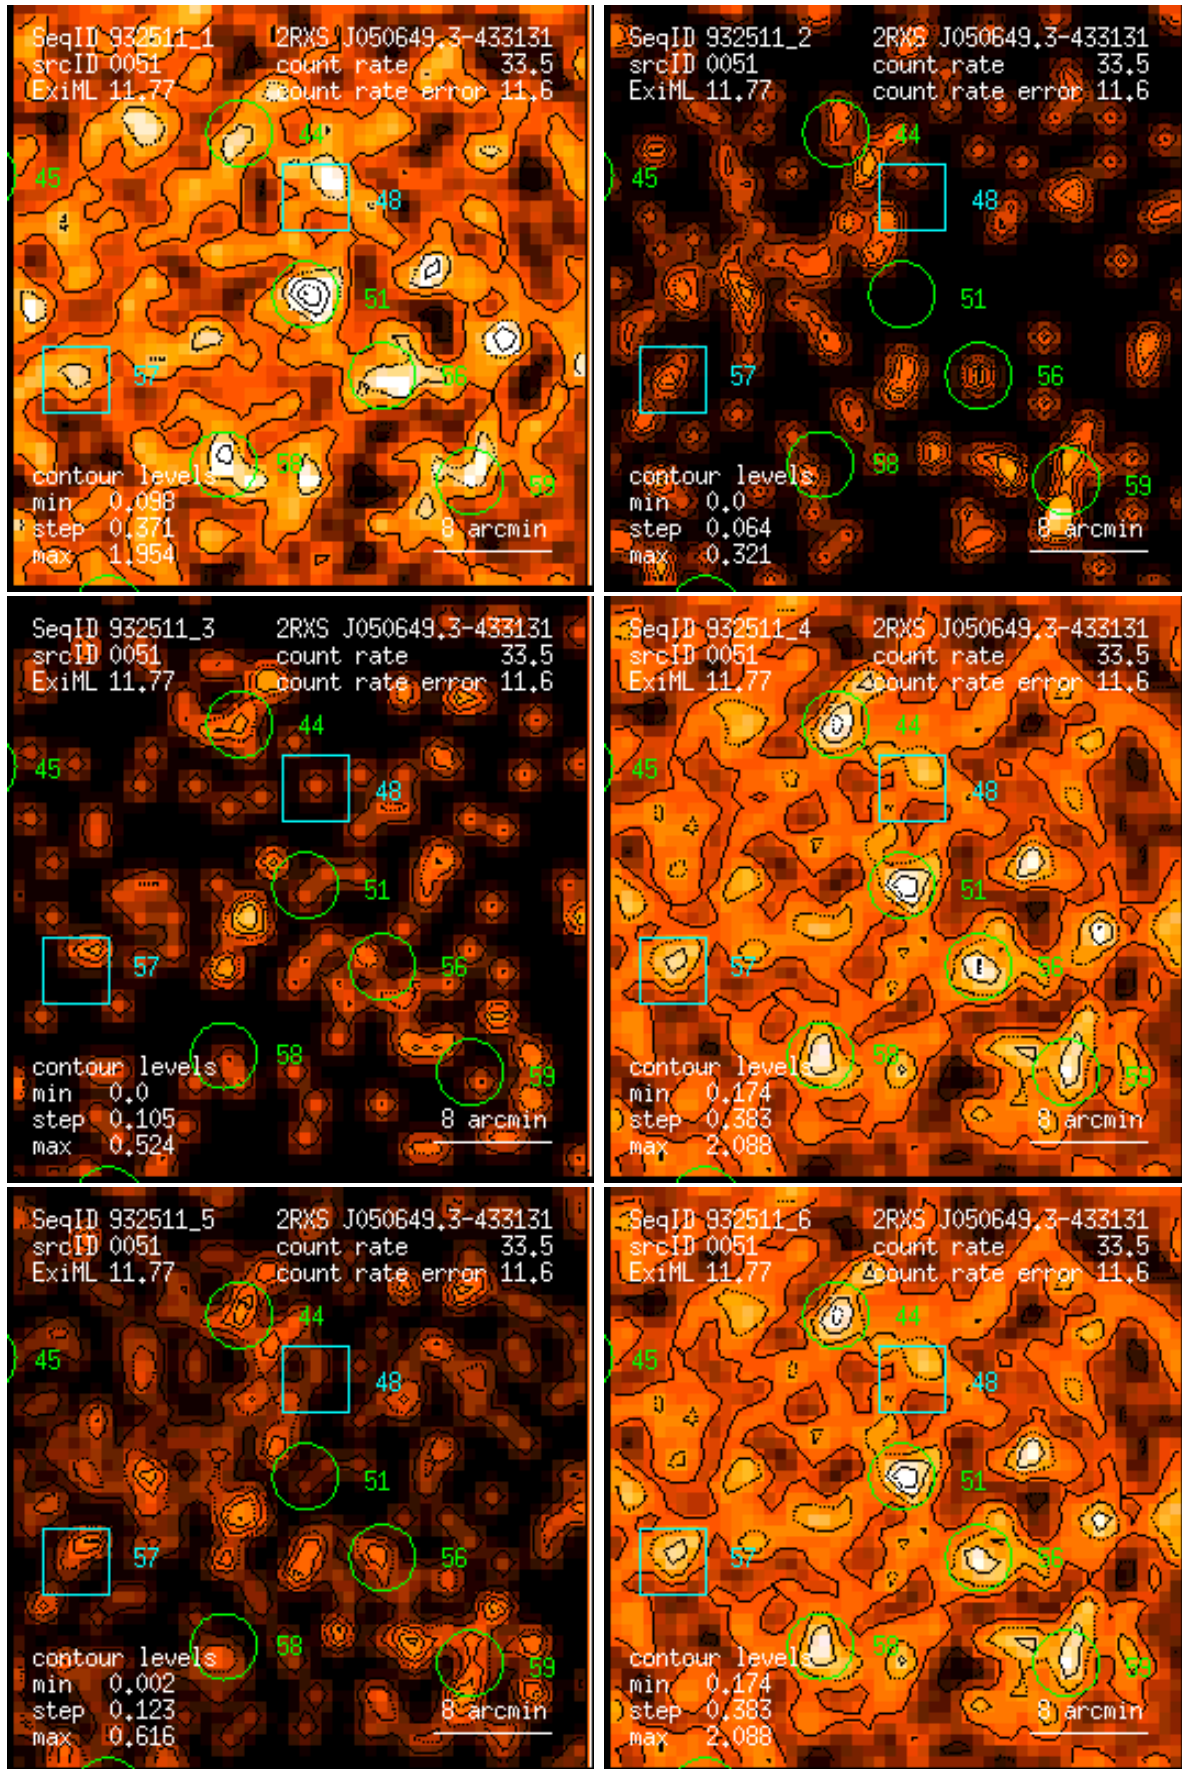 SeqID 932511_1 2RXS J050649.3-433131
srcID 0051 count rate 33.5
ExiML 11.77 count rate error 11.6
44
45
48
51
57
56
58
contour levels
59
min 0.098
step 0.371
8 arcmin
max 1.954
SeqID 932511_2 2RXS J050649.3-433131
srcID 0051 count rate 33.5
ExiML 11.77 count rate error 11.6
44
45
48
51
57
56
58
contour levels
59
min 0.0
step 0.064
8 arcmin
max 0.321
SeqID 932511_3 2RXS J050649.3-433131
srcID 0051 count rate 33.5
ExiML 11.77 count rate error 11.6
44
45
48
51
57
56
58
contour levels
59
min 0.0
step 0.105
8 arcmin
max 0.524
SeqID 932511_4 2RXS J050649.3-433131
srcID 0051 count rate 33.5
ExiML 11.77 count rate error 11.6
44
45
48
51
57
56
58
contour levels
59
min 0.174
step 0.383
8 arcmin
max 2.088
SeqID 932511_5 2RXS J050649.3-433131
srcID 0051 count rate 33.5
ExiML 11.77 count rate error 11.6
44
45
48
51
57
56
58
contour levels
59
min 0.002
step 0.123
8 arcmin
max 0.616
SeqID 932511_6 2RXS J050649.3-433131
srcID 0051 count rate 33.5
ExiML 11.77 count rate error 11.6
44
45
48
51
57
56
58
contour levels
59
min 0.174
step 0.383
8 arcmin
max 2.088